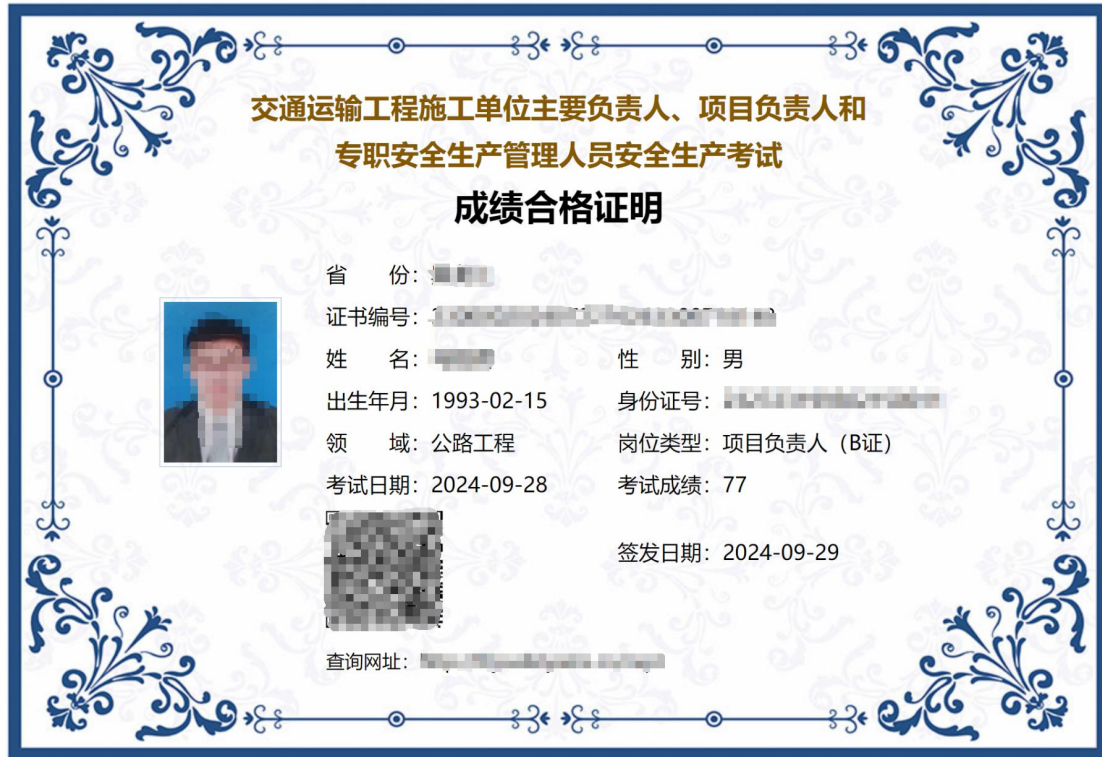 交通运输工程施工单位主要负责人、项目负责人和
专职安全生产管理人员安全生产考试
成绩合格证明
省 份：
证书编号：
姓 名： 性 别：男
出生年月：1993-02-15 身份证号：
领 域：公路工程 岗位类型：项目负责人（B证）
考试日期：2024-09-28 考试成绩：77
签发日期：2024-09-29
查询网址：